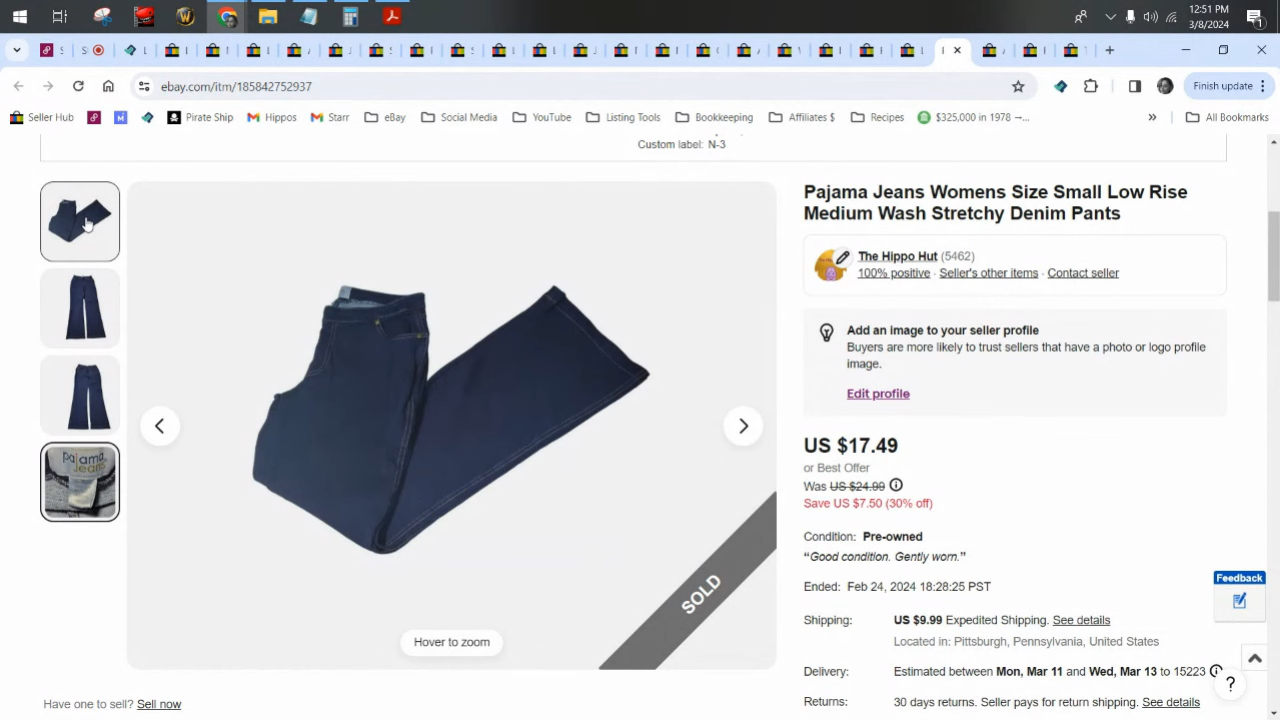 12:51 PM
3/8/2024
ebay.com/itm/185842752937
Finish update
Seller Hub
Pirate Ship
Hippos
Starr
eBay
Social Media
YouTube
Listing Tools
Bookkeeping
Affiliates $
Recipes
$325,000 in 1978 →...
»
All Bookmarks
Custom label: N-3
Pajama Jeans Womens Size Small Low Rise
Medium Wash Stretchy Denim Pants
The Hippo Hut (5462)
100% positive · Seller's other items · Contact seller
Add an image to your seller profile
Buyers are more likely to trust sellers that have a photo or logo profile
image.
Edit profile
US $17.49
or Best Offer
Was US $24.99
Save US $7.50 (30% off)
Condition: Pre-owned
“Good condition. Gently worn.”
Ended: Feb 24, 2024 18:28:25 PST
Shipping: US $9.99 Expedited Shipping. See details
Located in: Pittsburgh, Pennsylvania, United States
Delivery: Estimated between Mon, Mar 11 and Wed, Mar 13 to 15223
Returns: 30 days returns. Seller pays for return shipping. See details
Feedback
?
pajama
Jeans
SOLD
Hover to zoom
Have one to sell? Sell now